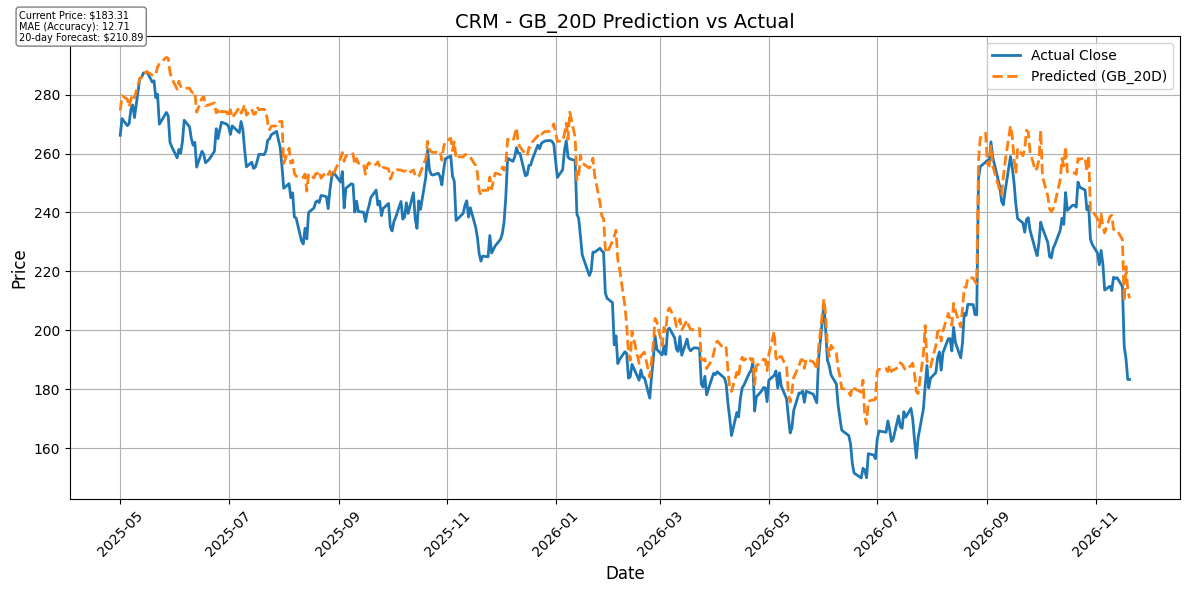 Current Price: $183.31
MAE (Accuracy): 12.71
20-day Forecast: $210.89
CRM - GB_20D Prediction vs Actual
Actual Close
Predicted (GB_20D)
280
260
240
220
200
180
160
Price
2025-05
2025-07
2025-09
2025-11
2026-01
2026-03
2026-05
2026-07
2026-09
2026-11
Date